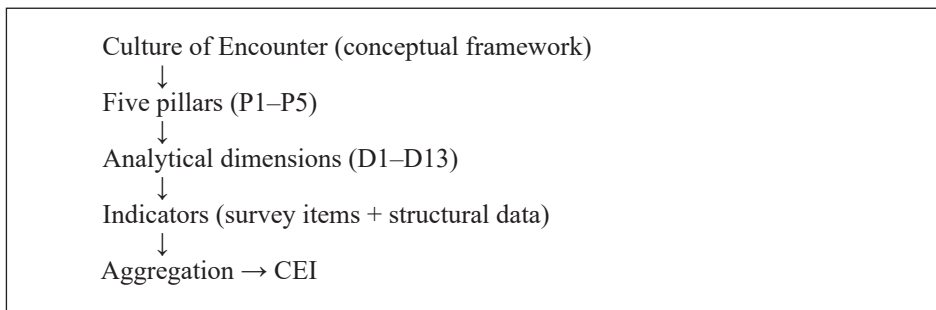 Culture of Encounter (conceptual framework)
↓
Five pillars (P1–P5)
↓
Analytical dimensions (D1–D13)
↓
Indicators (survey items + structural data)
↓
Aggregation → CEI